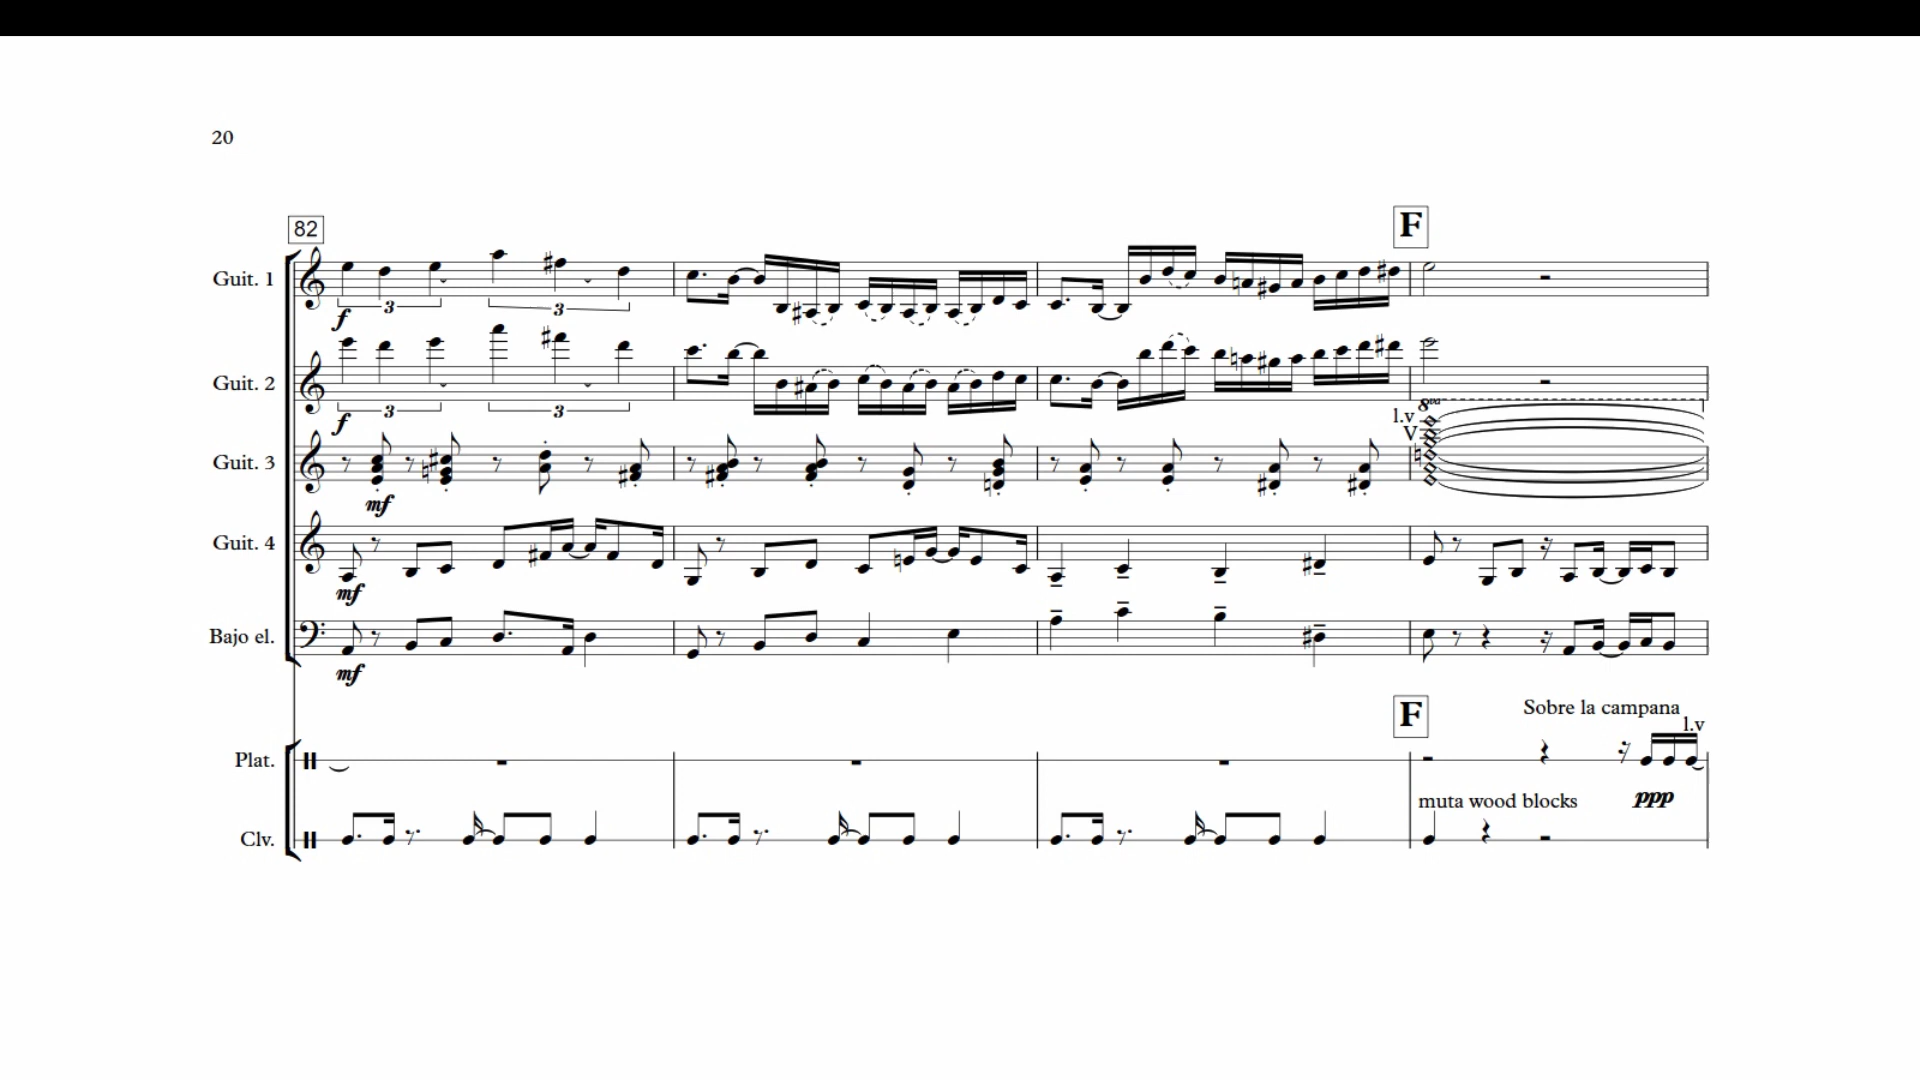 20
82
F
Guit. 1
3
3
f
Guit. 2
3
3
f
8va
l.v
V
Guit. 3
mf
Guit. 4
mf
Bajo el.
mf
F
Sobre la campana
l.v
Plat.
ppp
muta wood blocks
Clv.